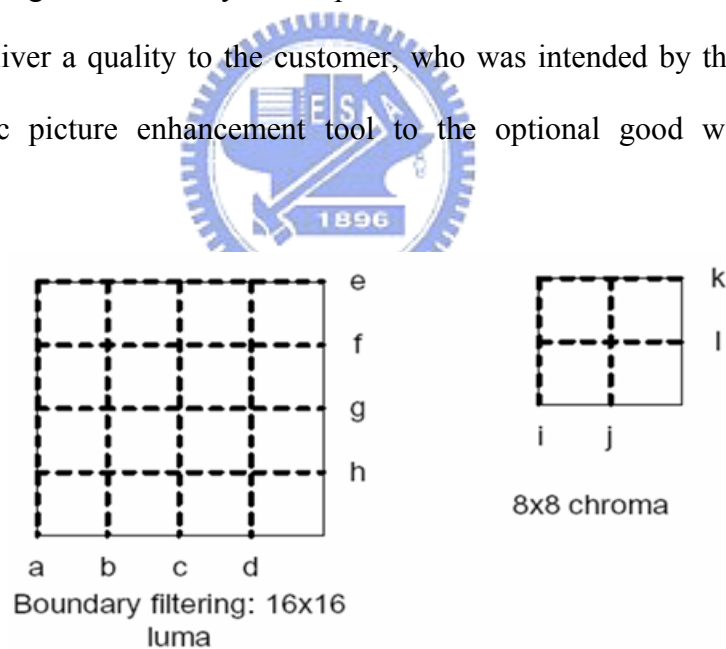 liver a quality to the customer, who was intended by th
c picture enhancement tool to the optional good w
E S A
1896
e
f
g
h
a b c d
Boundary filtering: 16x16
luma
k
l
i j
8x8 chroma